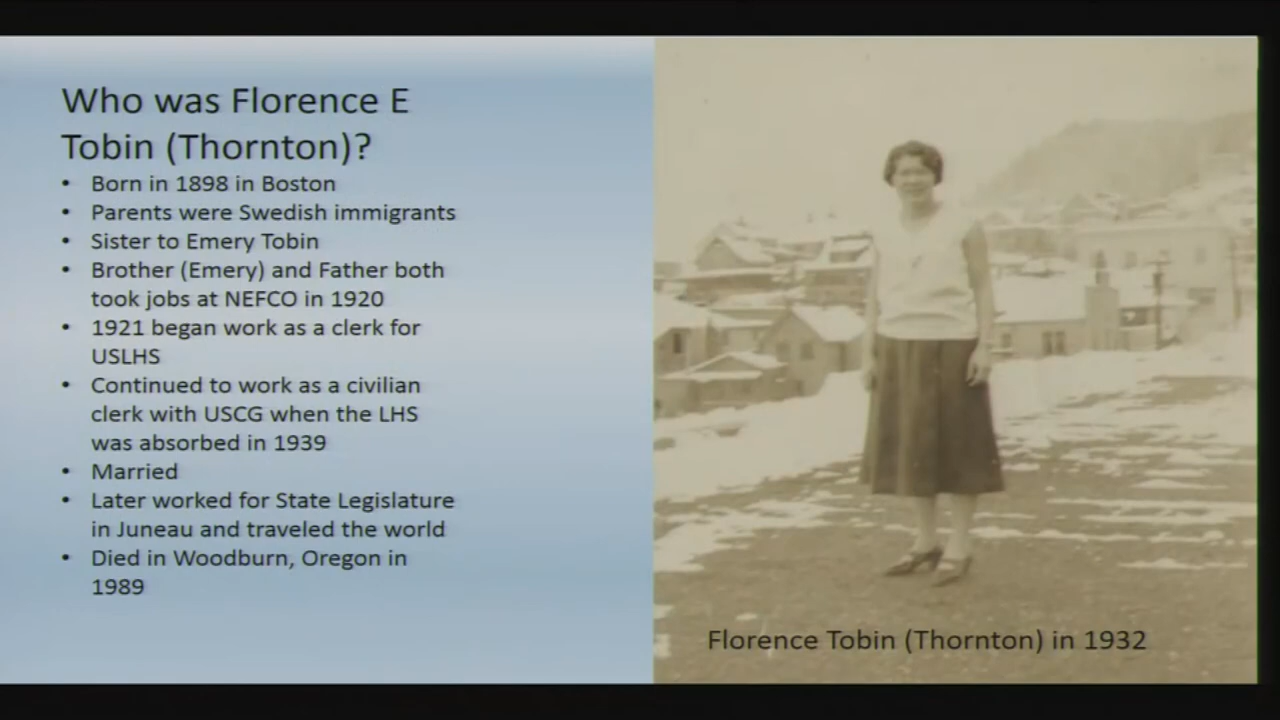 Who was Florence E
Tobin (Thornton)?
• Born in 1898 in Boston
• Parents were Swedish immigrants
• Sister to Emery Tobin
• Brother (Emery) and Father both
took jobs at NEFCO in 1920
• 1921 began work as a clerk for
USLHS
• Continued to work as a civilian
clerk with USCG when the LHS
was absorbed in 1939
• Married
• Later worked for State Legislature
in Juneau and traveled the world
• Died in Woodburn, Oregon in
1989
Florence Tobin (Thornton) in 1932